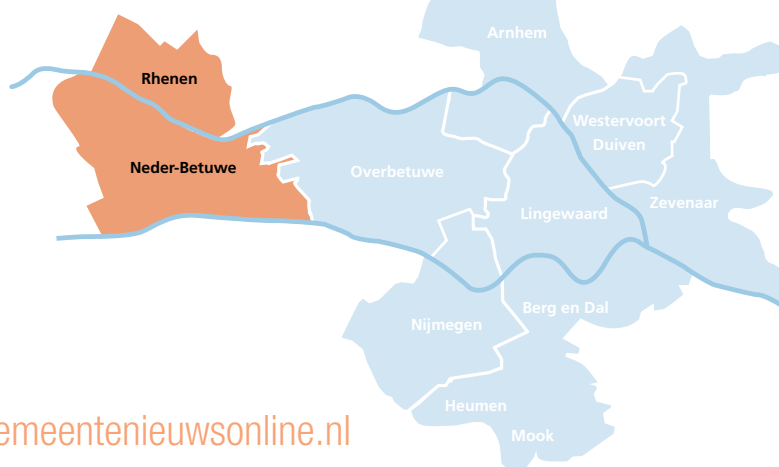 Arnhem
Rhenen
Westervoort
Duiven
Neder-Betuwe
Overbetuwe
Zevenaar
Lingewaard
Berg en Dal
Nijmegen
Heumen
emeentenieuwsonline.nl
Mook